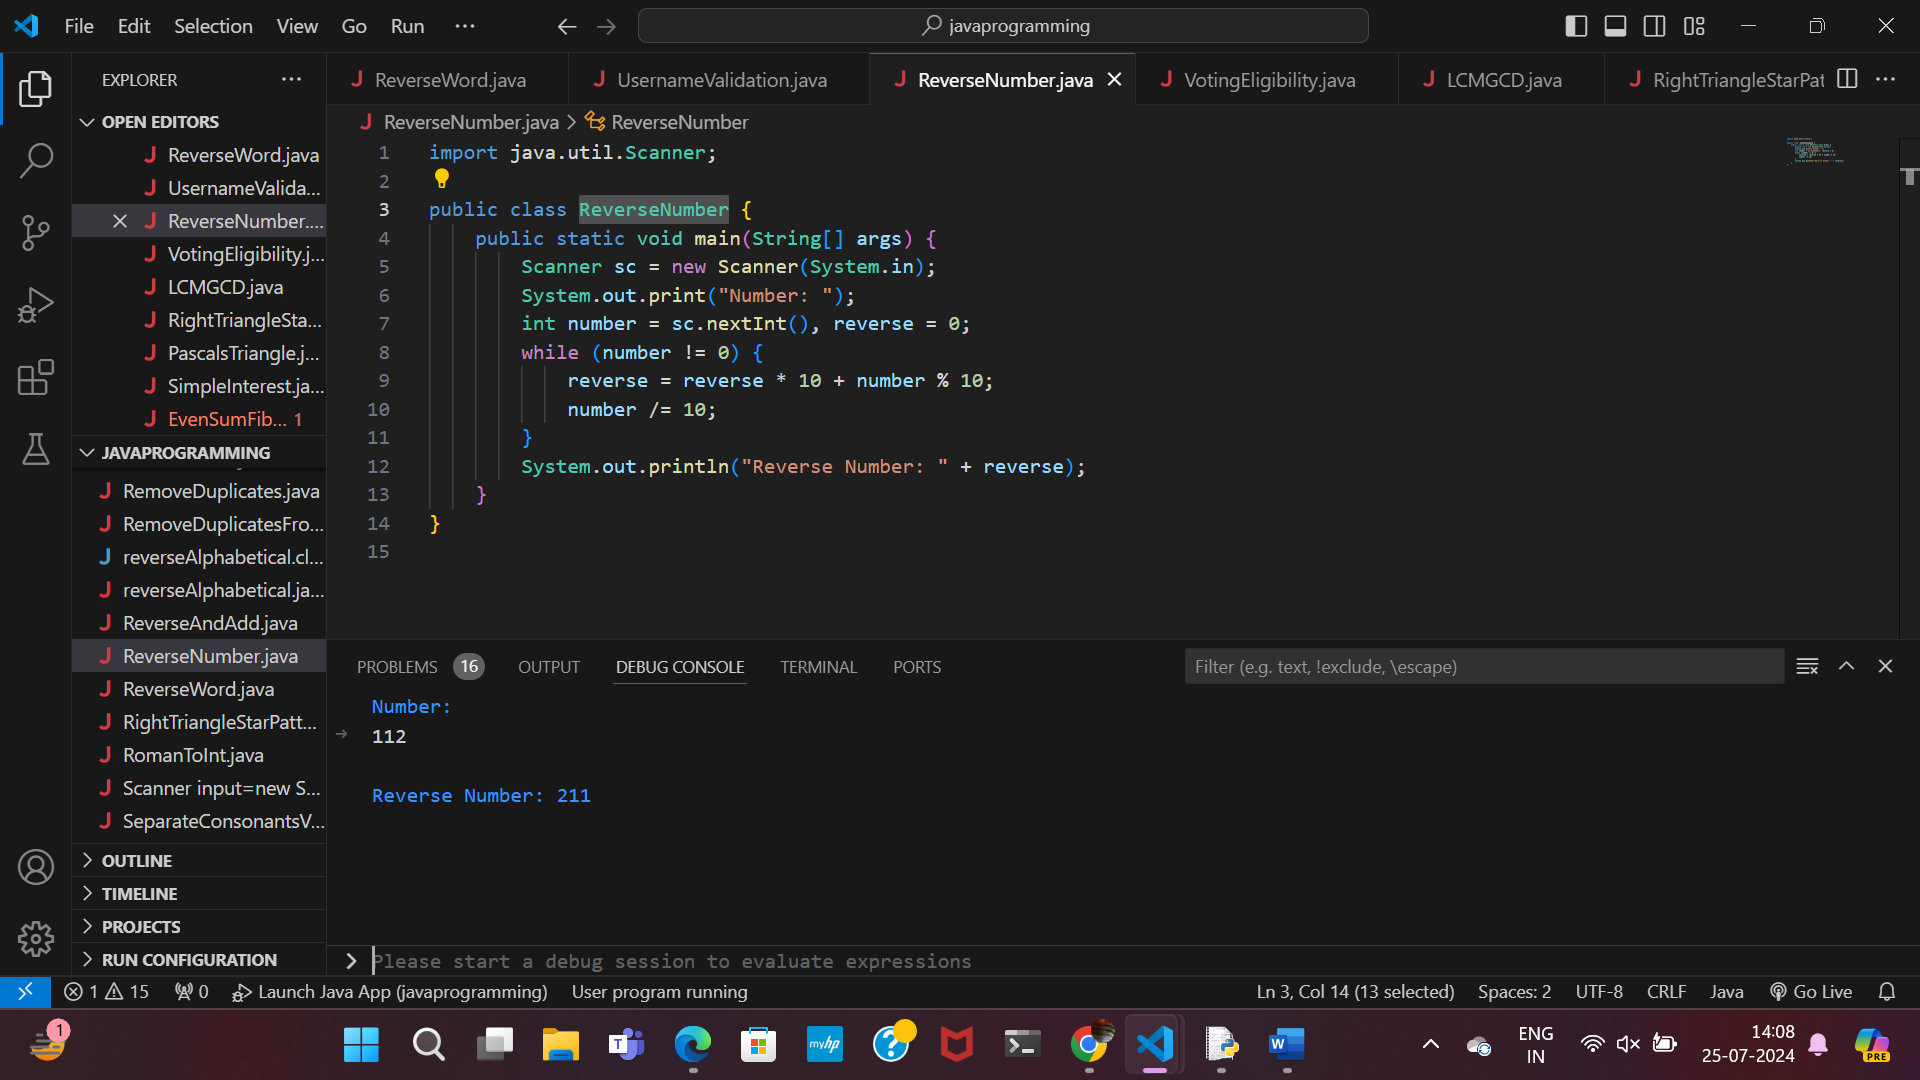 File Edit Selection View Go Run ···
javaprogramming
EXPLORER
OPEN EDITORS
ReverseWord.java
UsernameValida...
ReverseNumber....
VotingEligibility.j...
LCMGCD.java
RightTriangleSta...
PascalsTriangle.j...
SimpleInterest.ja...
EvenSumFib... 1
JAVAPROGRAMMING
RemoveDuplicates.java
RemoveDuplicatesFro...
reverseAlphabetical.cl...
reverseAlphabetical.ja...
ReverseAndAdd.java
ReverseNumber.java
ReverseWord.java
RightTriangleStarPatt...
RomanToInt.java
Scanner input=new S...
SeparateConsonantsV...
OUTLINE
TIMELINE
PROJECTS
RUN CONFIGURATION
ReverseWord.java UsernameValidation.java ReverseNumber.java VotingEligibility.java LCMGCD.java RightTriangleStarPat
ReverseNumber.java > ReverseNumber
1 import java.util.Scanner;
2
3 public class ReverseNumber {
4 public static void main(String[] args) {
5 Scanner sc = new Scanner(System.in);
6 System.out.print("Number: ");
7 int number = sc.nextInt(), reverse = 0;
8 while (number != 0) {
9 reverse = reverse * 10 + number % 10;
10 number /= 10;
11 }
12 System.out.println("Reverse Number: " + reverse);
13 }
14 }
15
PROBLEMS 16 OUTPUT DEBUG CONSOLE TERMINAL PORTS
Filter (e.g. text, !exclude, \escape)
Number:
112
Reverse Number: 211
Please start a debug session to evaluate expressions
1 15 0 Launch Java App (javaprogramming) User program running
Ln 3, Col 14 (13 selected) Spaces: 2 UTF-8 CRLF Java Go Live
1
myhp
ENG
IN
14:08
25-07-2024
PRE